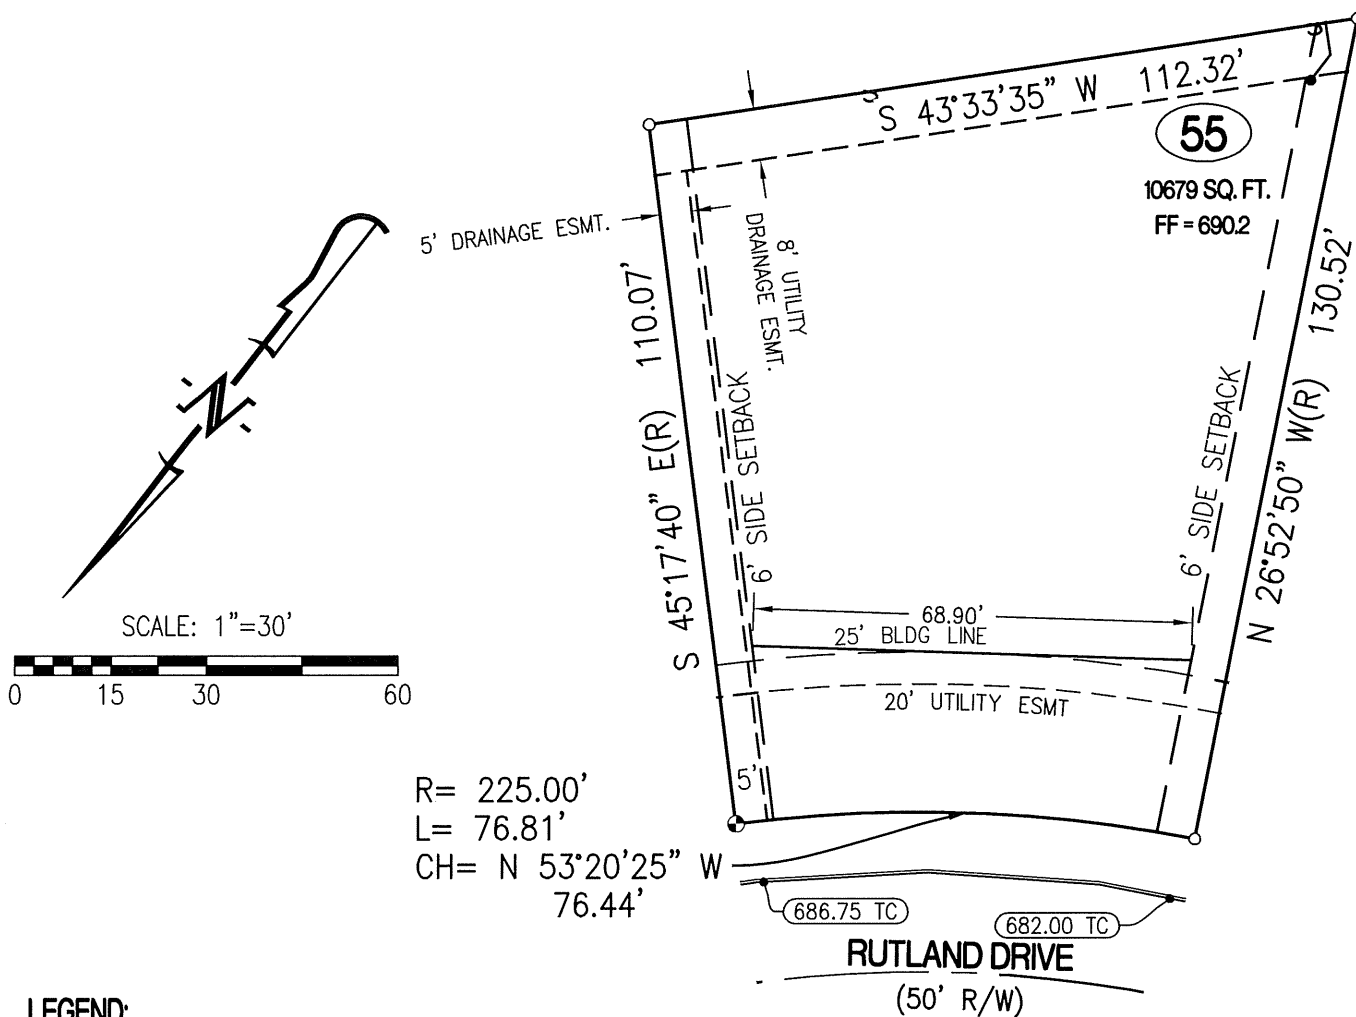 S 43°33'35" W 112.32'
55
10679 SQ. FT.
FF = 690.2
5' DRAINAGE ESMT.
8' UTILITY
DRAINAGE ESMT.
110.07'
S 45°17'40" E(R)
6' SIDE SETBACK
6' SIDE SETBACK
N 26°52'50" W(R) 130.52'
N
SCALE: 1"=30'
0 15 30 60
68.90'
25' BLDG LINE
20' UTILITY ESMT
5'
R= 225.00'
L= 76.81'
CH= N 53°20'25" W
76.44'
686.75 TC
682.00 TC
RUTLAND DRIVE
(50' R/W)
LEGEND: